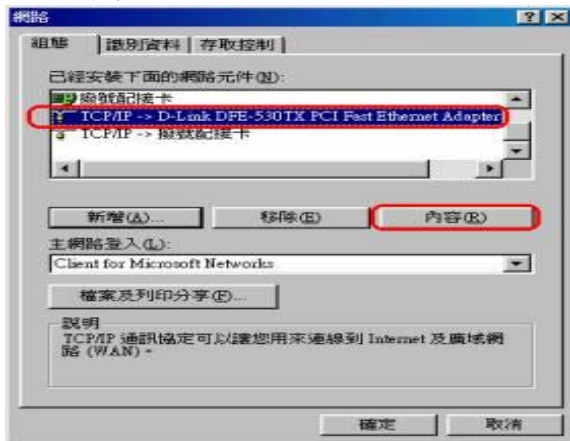 網路
組態 識別資料 存取控制
已經安裝下面的網路元件(N):
撥號配接卡
TCP/IP -> D-Link DFE-530TX PCI Fast Ethernet Adapter
TCP/IP -> 撥號配接卡
新增(A)... 移除(E) 內容(R)
主網路登入(L):
Client for Microsoft Networks
檔案及列印分享(F)...
說明
TCP/IP 通訊協定可以讓您用來連線到 Internet 及廣域網
路 (WAN)。
確定 取消